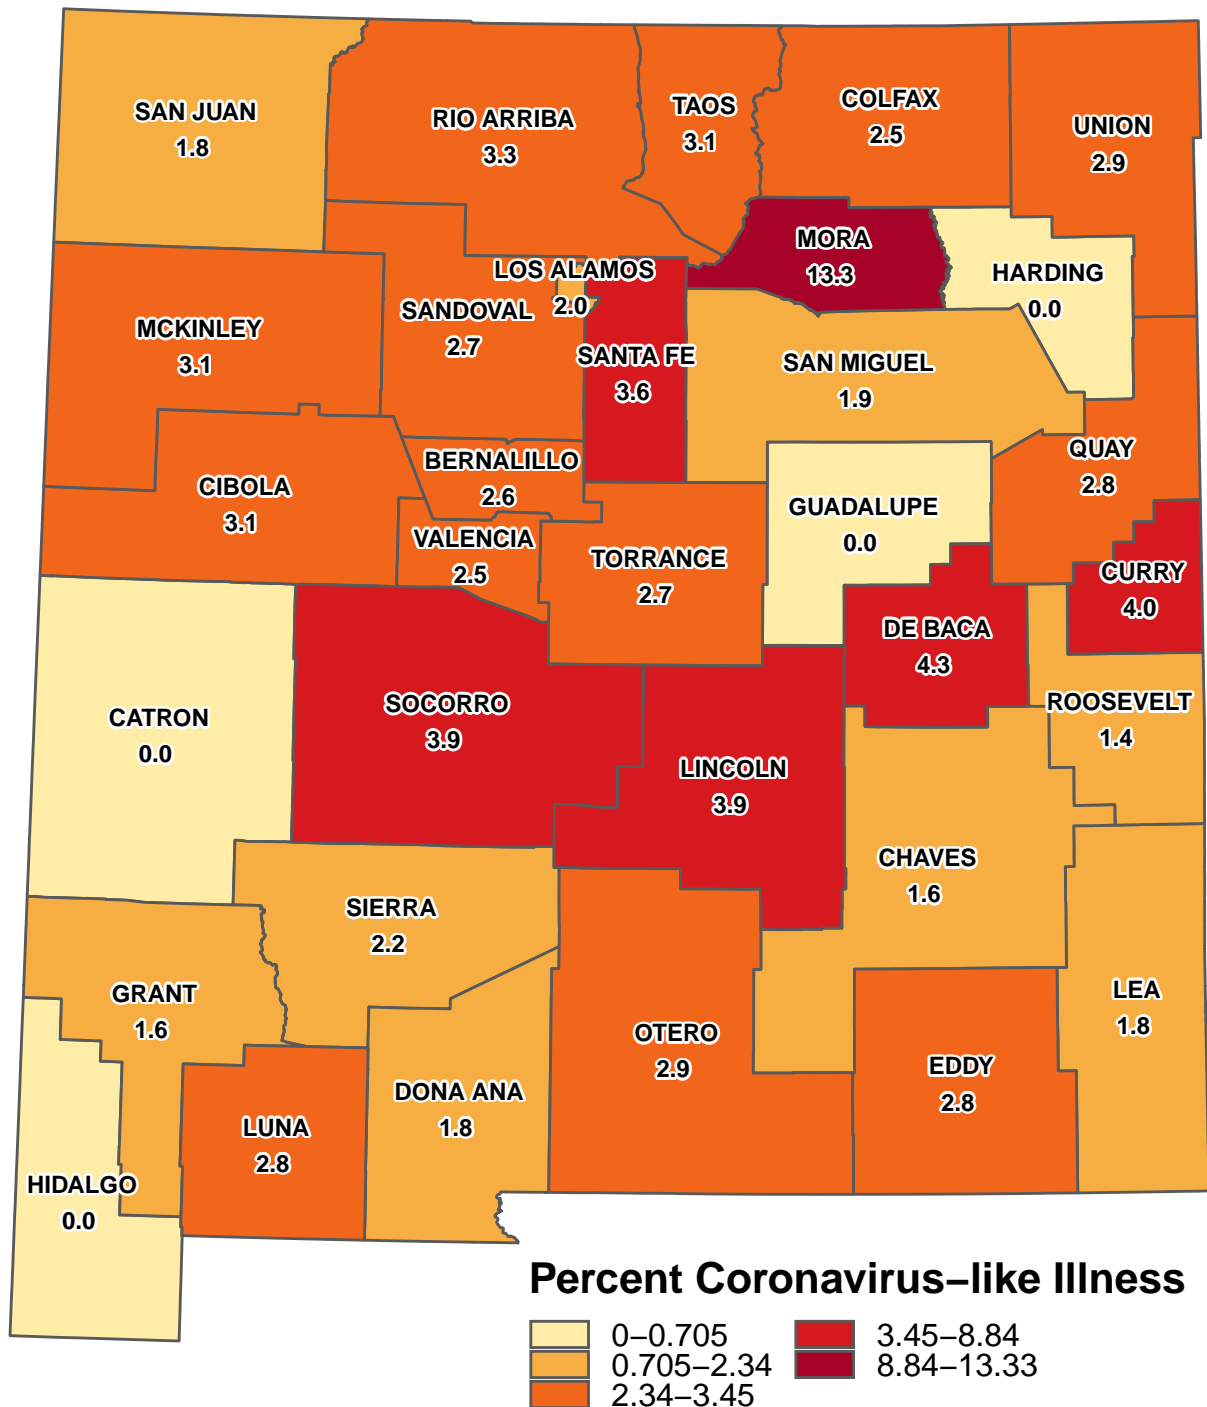 SAN JUAN
1.8
RIO ARRIBA
3.3
TAOS
3.1
COLFAX
2.5
UNION
2.9
MORA
13.3
HARDING
0.0
LOS ALAMOS
2.0
SANDOVAL
2.7
MCKINLEY
3.1
SANTA FE
3.6
SAN MIGUEL
1.9
CIBOLA
3.1
BERNALILLO
2.6
QUAY
2.8
GUADALUPE
0.0
VALENCIA
2.5
TORRANCE
2.7
CURRY
4.0
DE BACA
4.3
CATRON
0.0
SOCORRO
3.9
ROOSEVELT
1.4
LINCOLN
3.9
CHAVES
1.6
SIERRA
2.2
GRANT
1.6
LEA
1.8
OTERO
2.9
EDDY
2.8
DONA ANA
1.8
LUNA
2.8
HIDALGO
0.0
Percent Coronavirus−like Illness
0−0.705
0.705−2.34
2.34−3.45
3.45−8.84
8.84−13.33